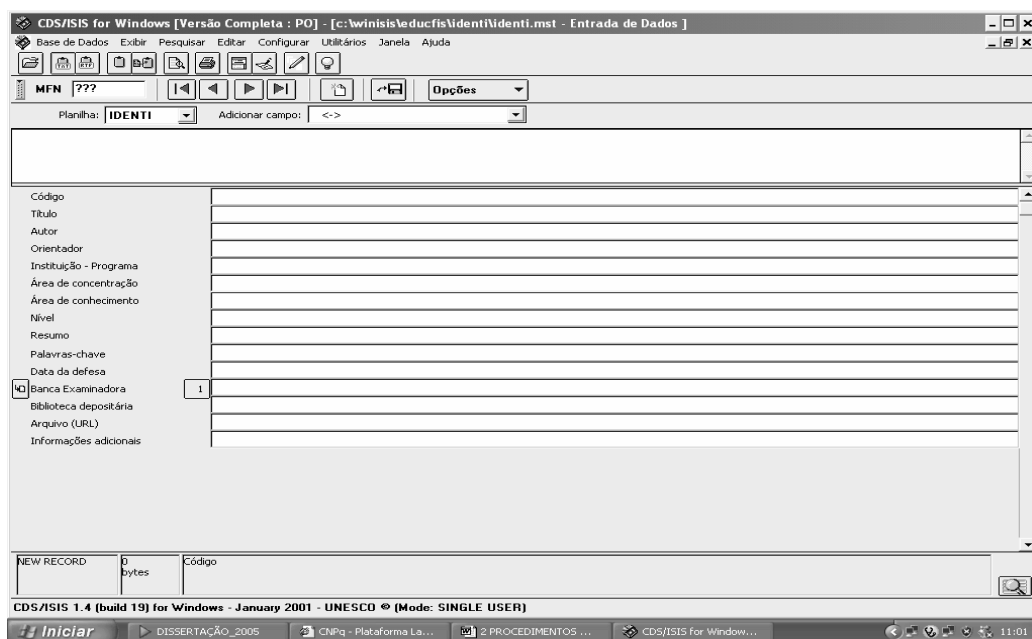 CDS/ISIS for Windows [Versão Completa : PO] - [c:\winisis\educfis\identi\identi.mst - Entrada de Dados ]
Base de Dados Exibir Pesquisar Editar Configurar Utilitários Janela Ajuda
MFN ??? Opções
Planilha: IDENTI Adicionar campo: <->
Código
Título
Autor
Orientador
Instituição - Programa
Área de concentração
Área de conhecimento
Nível
Resumo
Palavras-chave
Data da defesa
Banca Examinadora 1
Biblioteca depositária
Arquivo (URL)
Informações adicionais
NEW RECORD 0 Código
bytes
CDS/ISIS 1.4 (build 19) for Windows - January 2001 - UNESCO © (Mode: SINGLE USER)
Iniciar DISSERTAÇÃO_2005 CNPq - Plataforma La... 2 PROCEDIMENTOS ... CDS/ISIS for Window... 11:01